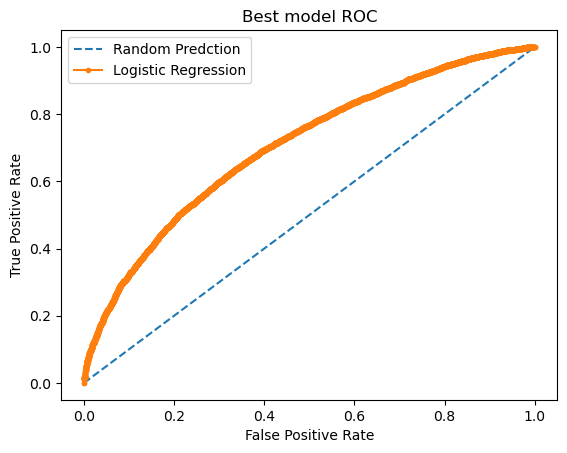 Best model ROC
Random Predction
Logistic Regression
True Positive Rate
1.0
0.8
0.6
0.4
0.2
0.0
0.0 0.2 0.4 0.6 0.8 1.0
False Positive Rate